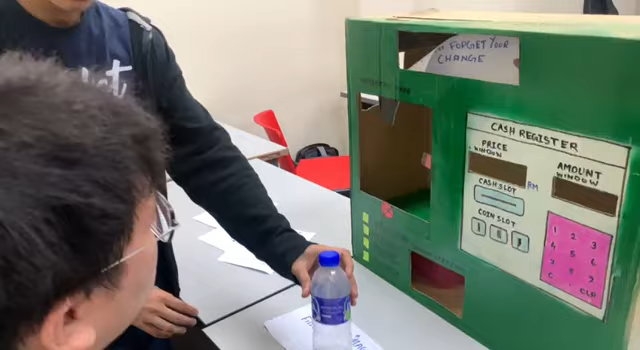 FORGET YOUR
CHANGE
CASH REGISTER
PRICE
WINDOW
AMOUNT
WINDOW
CASH SLOT
RM
COIN SLOT
1 2 3
4 5 6
7 8 9
C . CLR